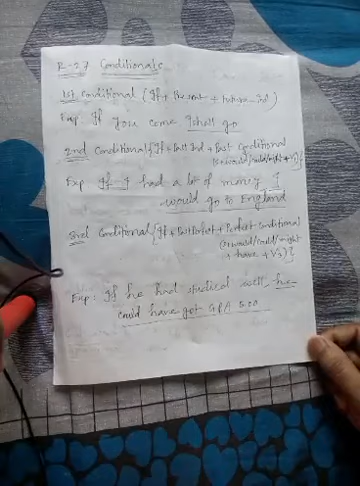 R-27 Conditionals
1st Conditional (If + Present + Future Ind)
Exp If you come I shall go
2nd Conditional {If + Past Ind + Past Conditional
(S+would/could/might + V1)}
Exp If I had a lot of money, I
would go to England
3rd Conditional {If + Past Perfect + Perfect Conditional
(S+would/could/might
+ have + V3)}
Exp: If he had studied well, he
could have got GPA 5.00